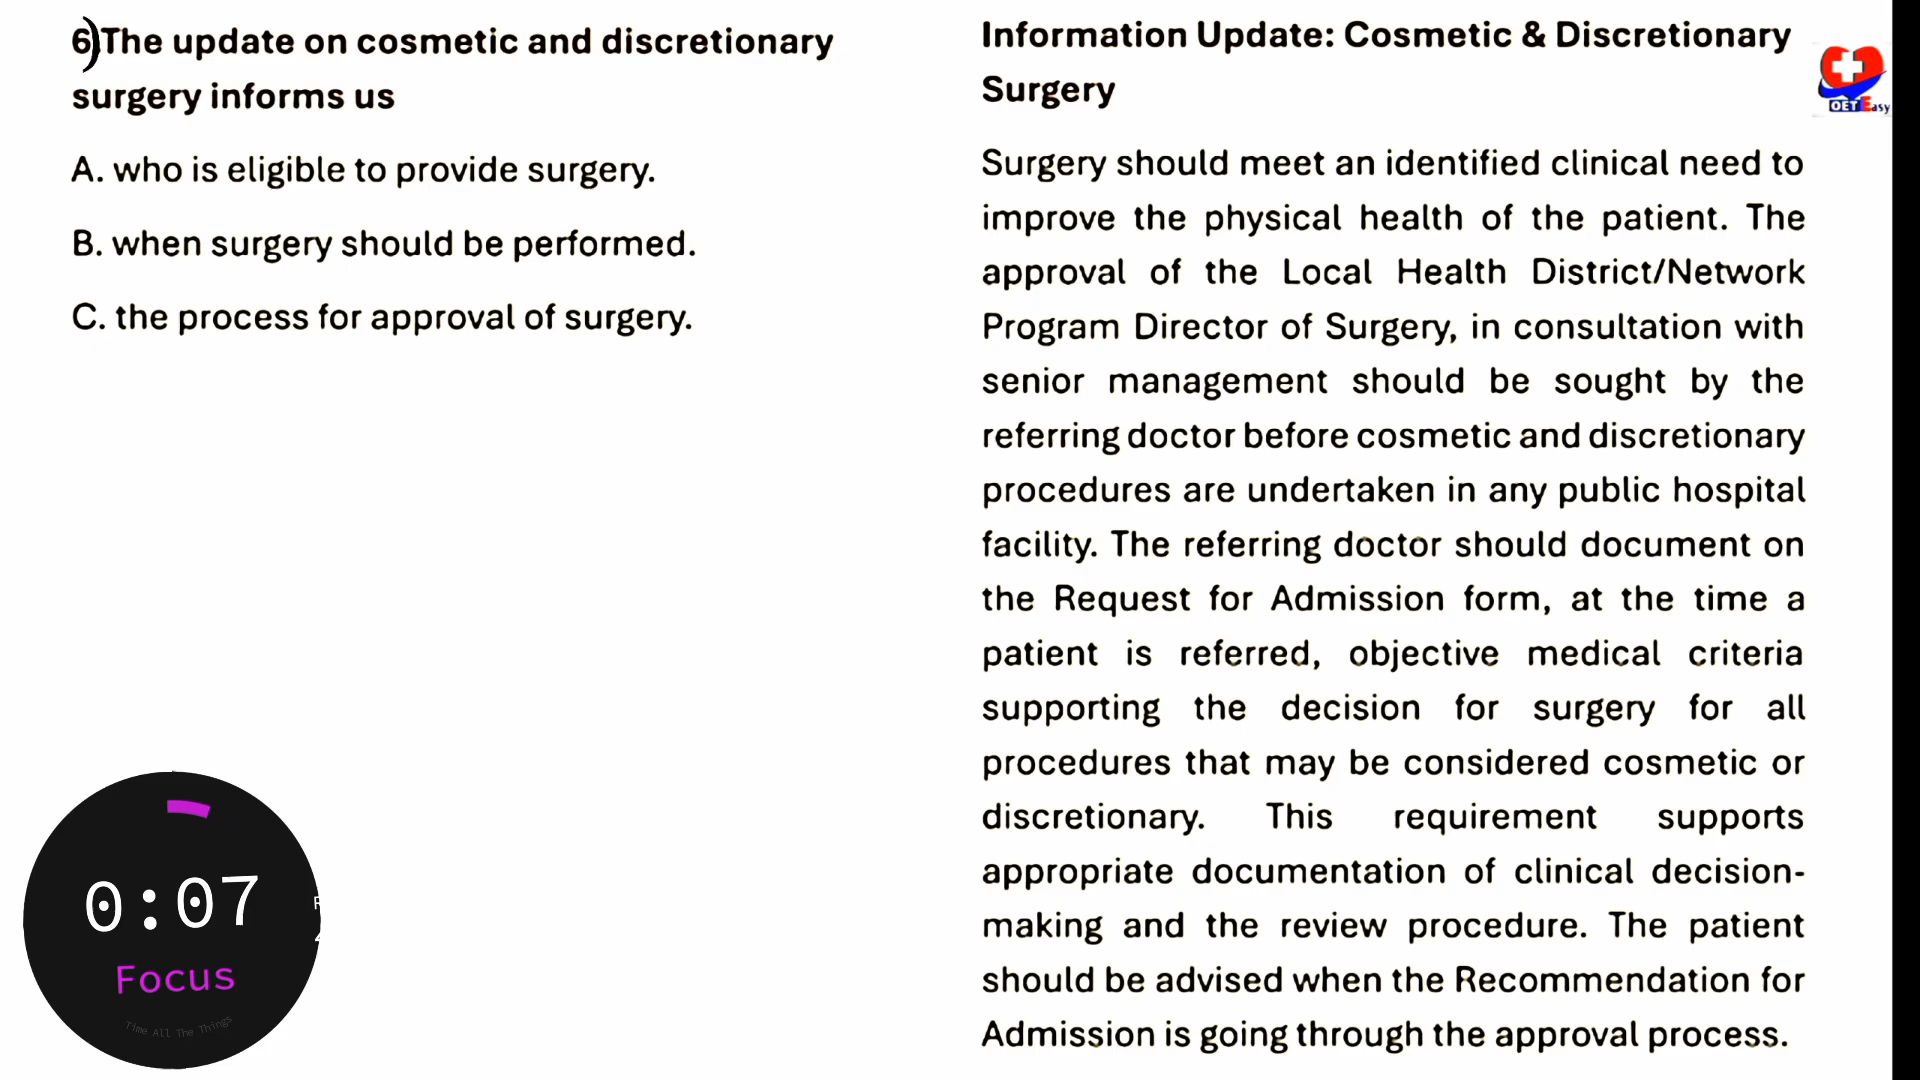 6)The update on cosmetic and discretionary
surgery informs us
A. who is eligible to provide surgery.
B. when surgery should be performed.
C. the process for approval of surgery.
Information Update: Cosmetic & Discretionary
Surgery
Surgery should meet an identified clinical need to
improve the physical health of the patient. The
approval of the Local Health District/Network
Program Director of Surgery, in consultation with
senior management should be sought by the
referring doctor before cosmetic and discretionary
procedures are undertaken in any public hospital
facility. The referring doctor should document on
the Request for Admission form, at the time a
patient is referred, objective medical criteria
supporting the decision for surgery for all
procedures that may be considered cosmetic or
discretionary. This requirement supports
appropriate documentation of clinical decision-
making and the review procedure. The patient
should be advised when the Recommendation for
Admission is going through the approval process.
OET Easy
0:07
Focus
Time All The Things